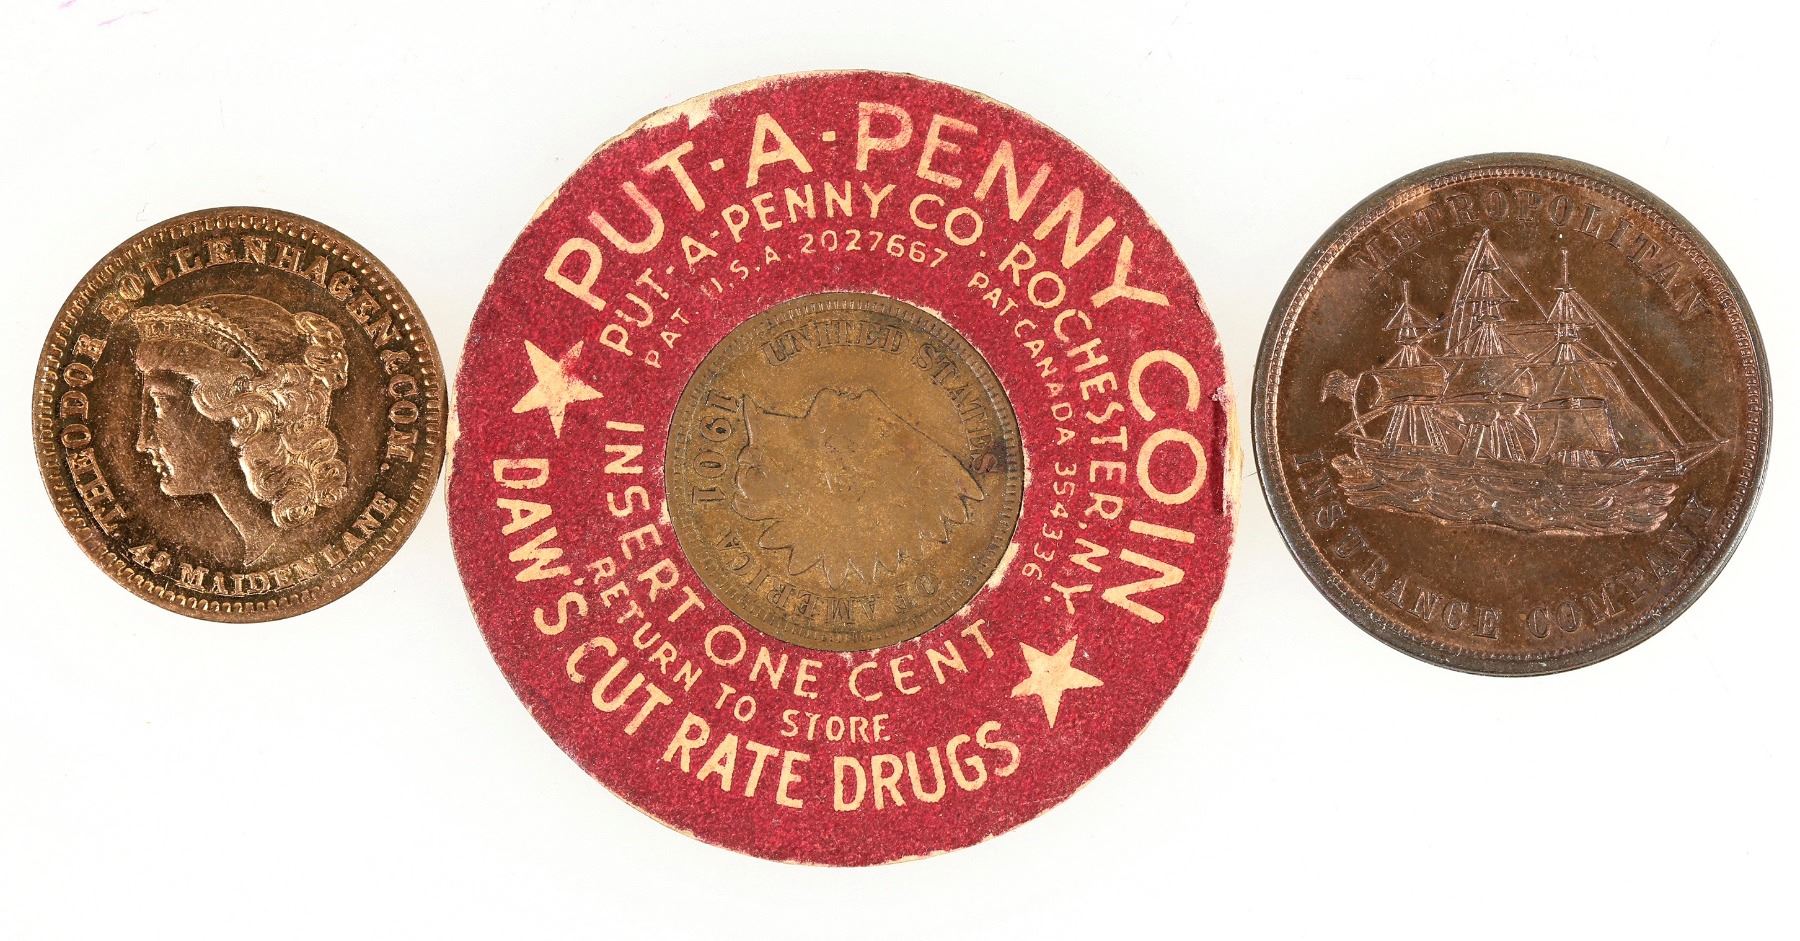 THEODOR BOLLENHAGEN & COM.
49 MAIDEN LANE
PUT-A-PENNY COIN
PUT-A-PENNY CO. ROCHESTER, N.Y.
PAT. U.S.A. 2027667 PAT CANADA 354336.
UNITED STATES OF AMERICA
1901
INSERT ONE CENT
RETURN TO STORE
DAW'S CUT RATE DRUGS
METROPOLITAN
INSURANCE COMPANY